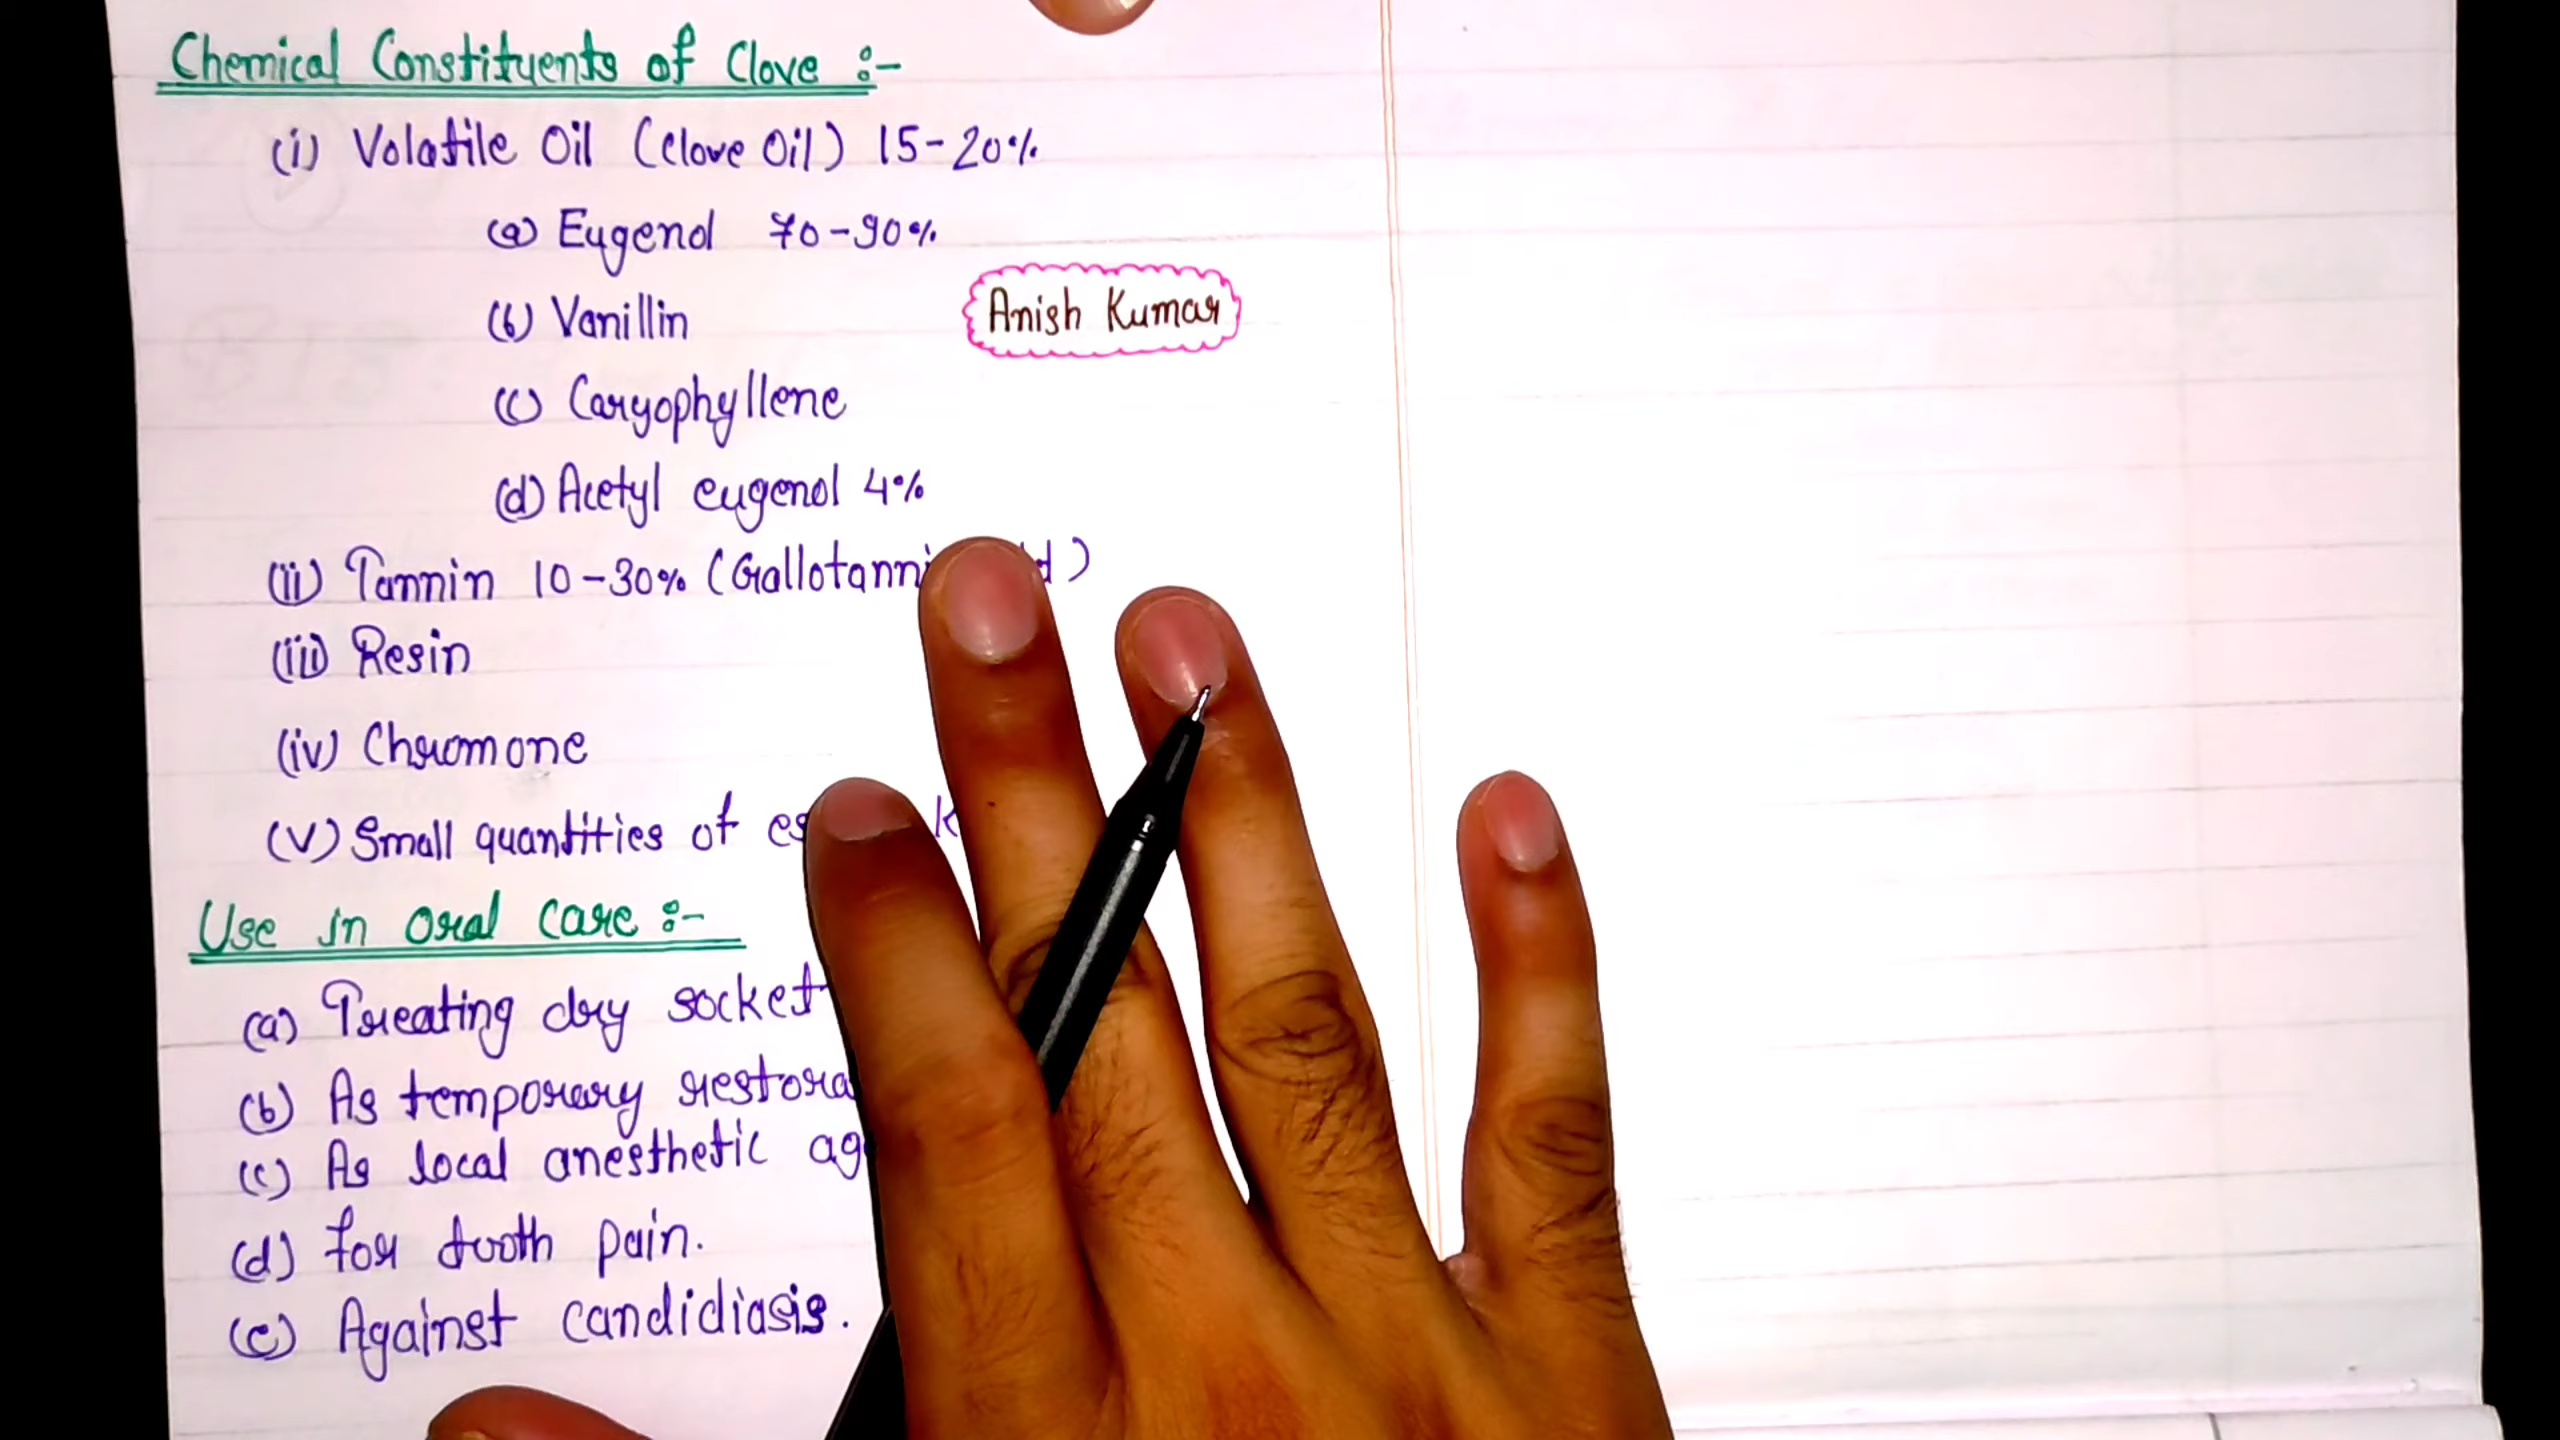 Chemical Constituents of Clove :-
(i) Volatile Oil (Clove Oil) 15-20%
(a) Eugenol 70-90%
(b) Vanillin
Anish Kumar
(c) Caryophyllene
(d) Acetyl eugenol 4%
(ii) Tannin 10-30% (
(iii) Resin
(iv) Chromone
(v) Small quantities of
Use in oral care :-
(a) Treating dry socket
(b) As temporary
(c) As local anesthetic
(d) for tooth pain.
(e) Against candidiasis.